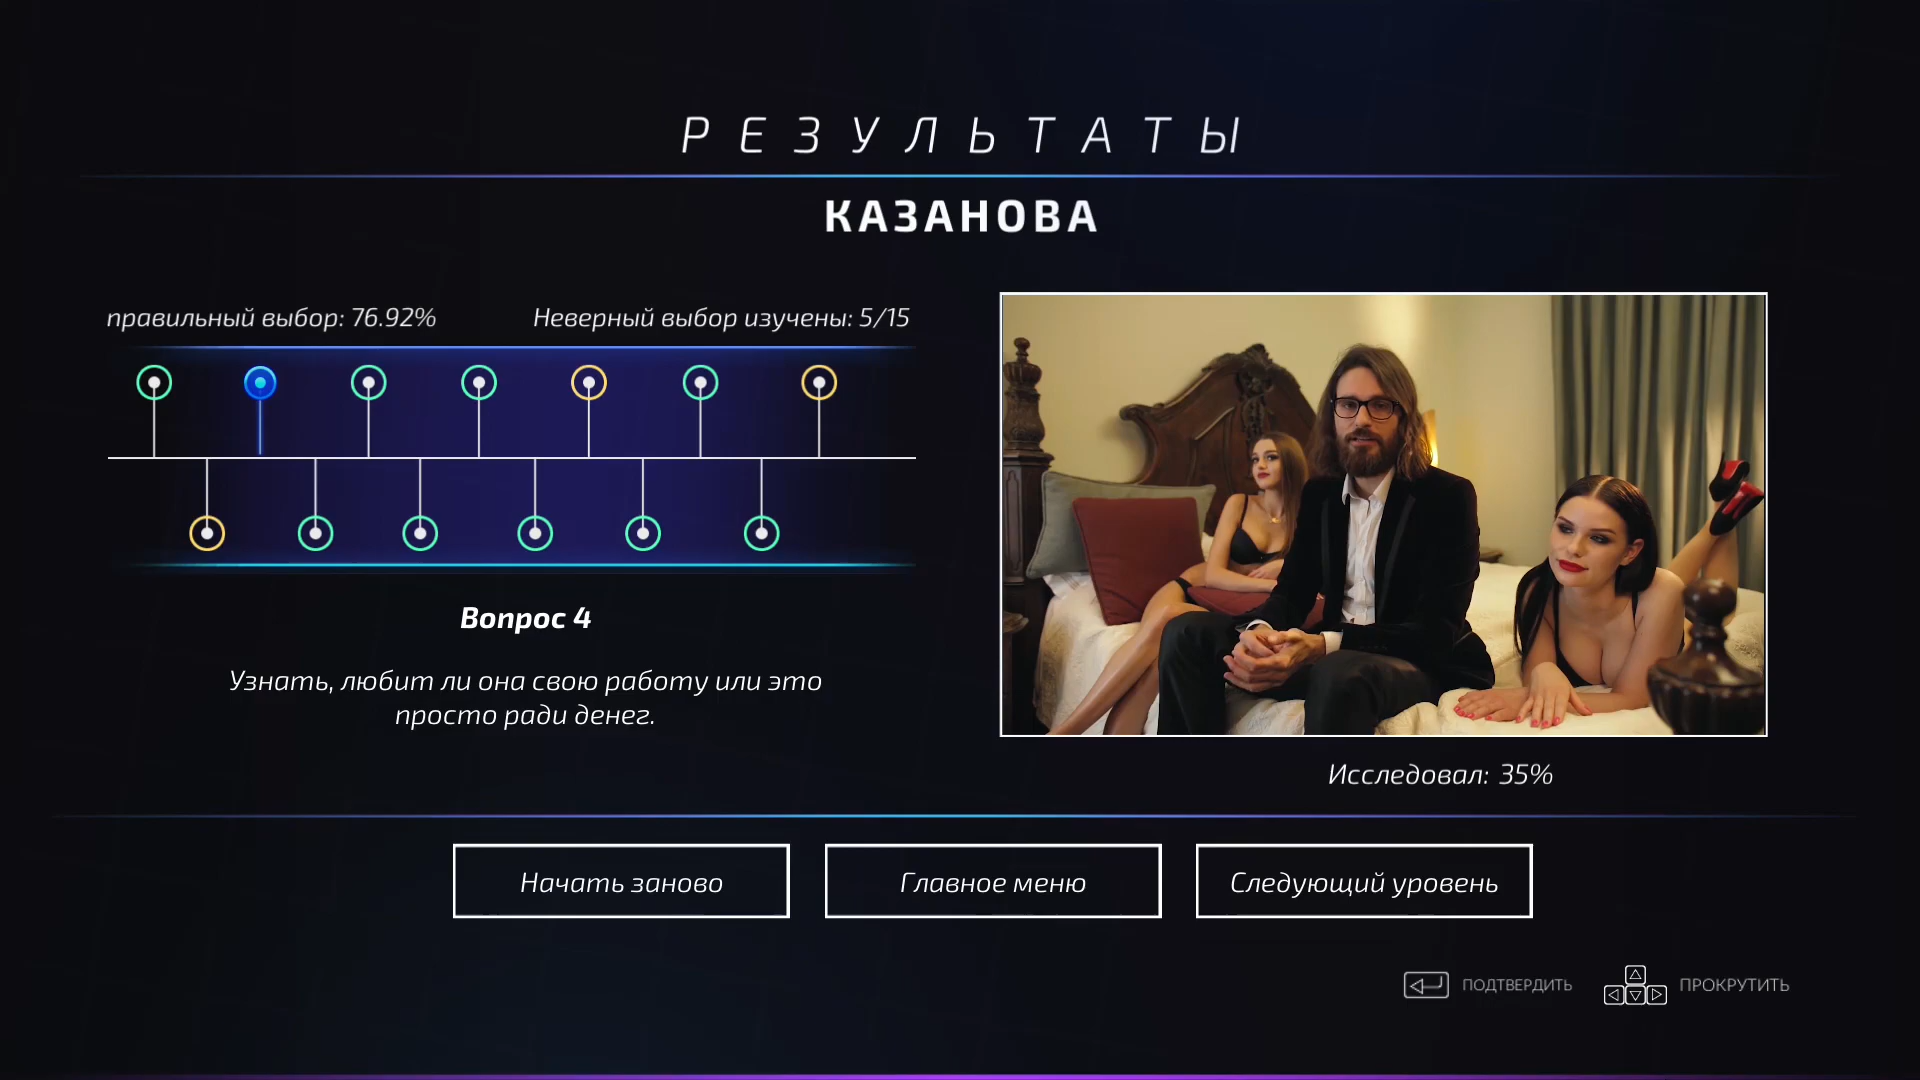 РЕЗУЛЬТАТЫ
КАЗАНОВА
правильный выбор: 76.92%
Неверный выбор изучены: 5/15
Вопрос 4
Узнать, любит ли она свою работу или это
просто ради денег.
Исследовал: 35%
Начать заново
Главное меню
Следующий уровень
ПОДТВЕРДИТЬ
ПРОКРУТИТЬ